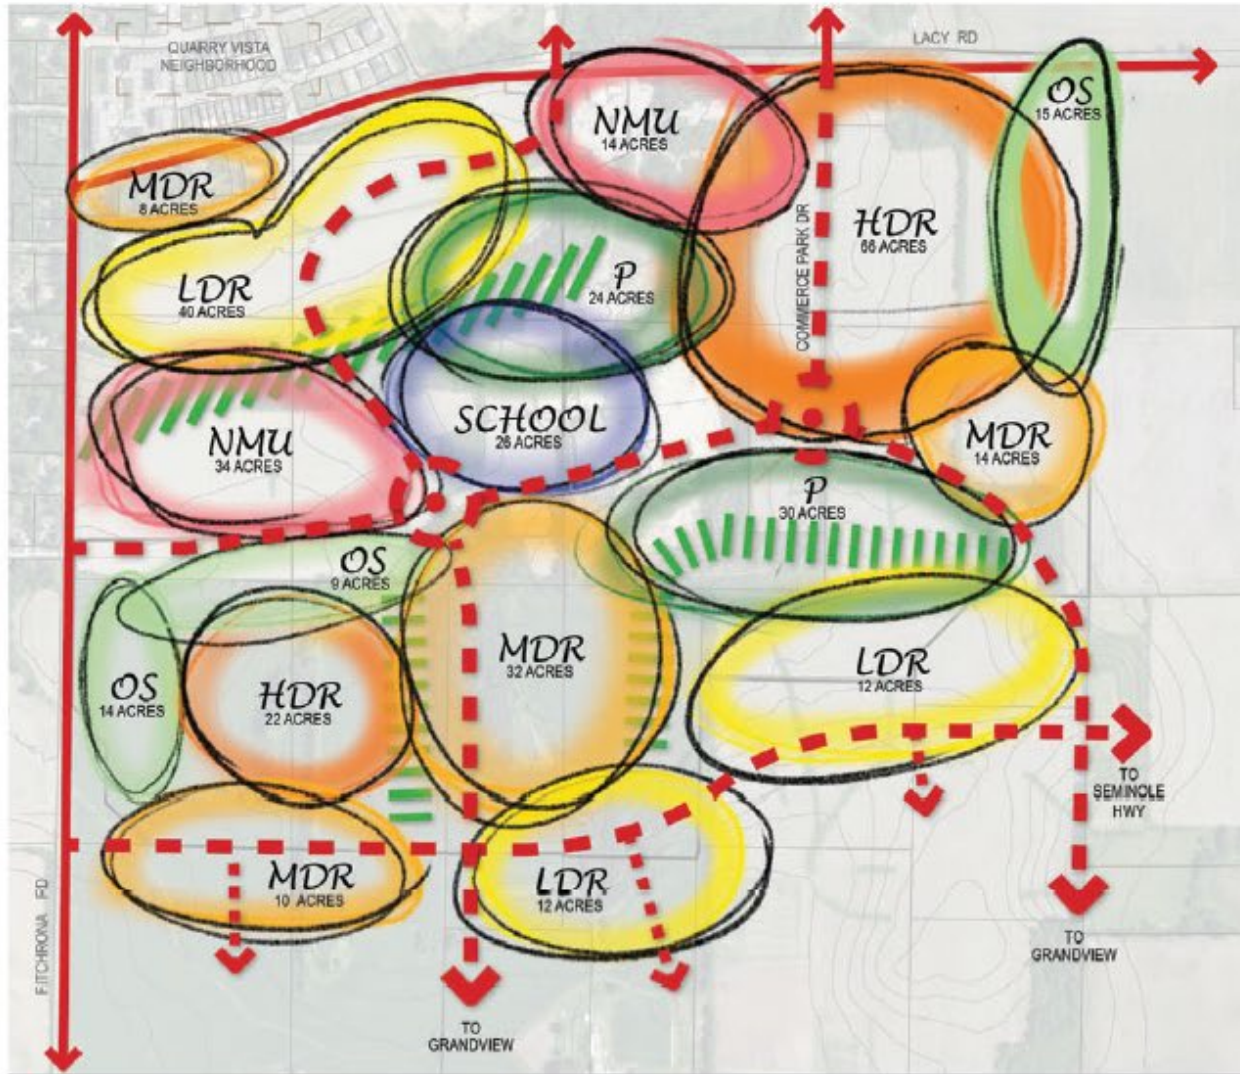 LACY RD
QUARRY VISTA
NEIGHBORHOOD
OS
15 ACRES
NMU
14 ACRES
MDR
8 ACRES
HDR
66 ACRES
P
24 ACRES
LDR
40 ACRES
COMMERCE PARK DR
SCHOOL
26 ACRES
NMU
34 ACRES
MDR
14 ACRES
P
30 ACRES
OS
9 ACRES
MDR
32 ACRES
LDR
12 ACRES
OS
14 ACRES
HDR
22 ACRES
TO
SEMINOLE
HWY
MDR
10 ACRES
LDR
12 ACRES
FITCHRONA RD
TO
GRANDVIEW
TO
GRANDVIEW